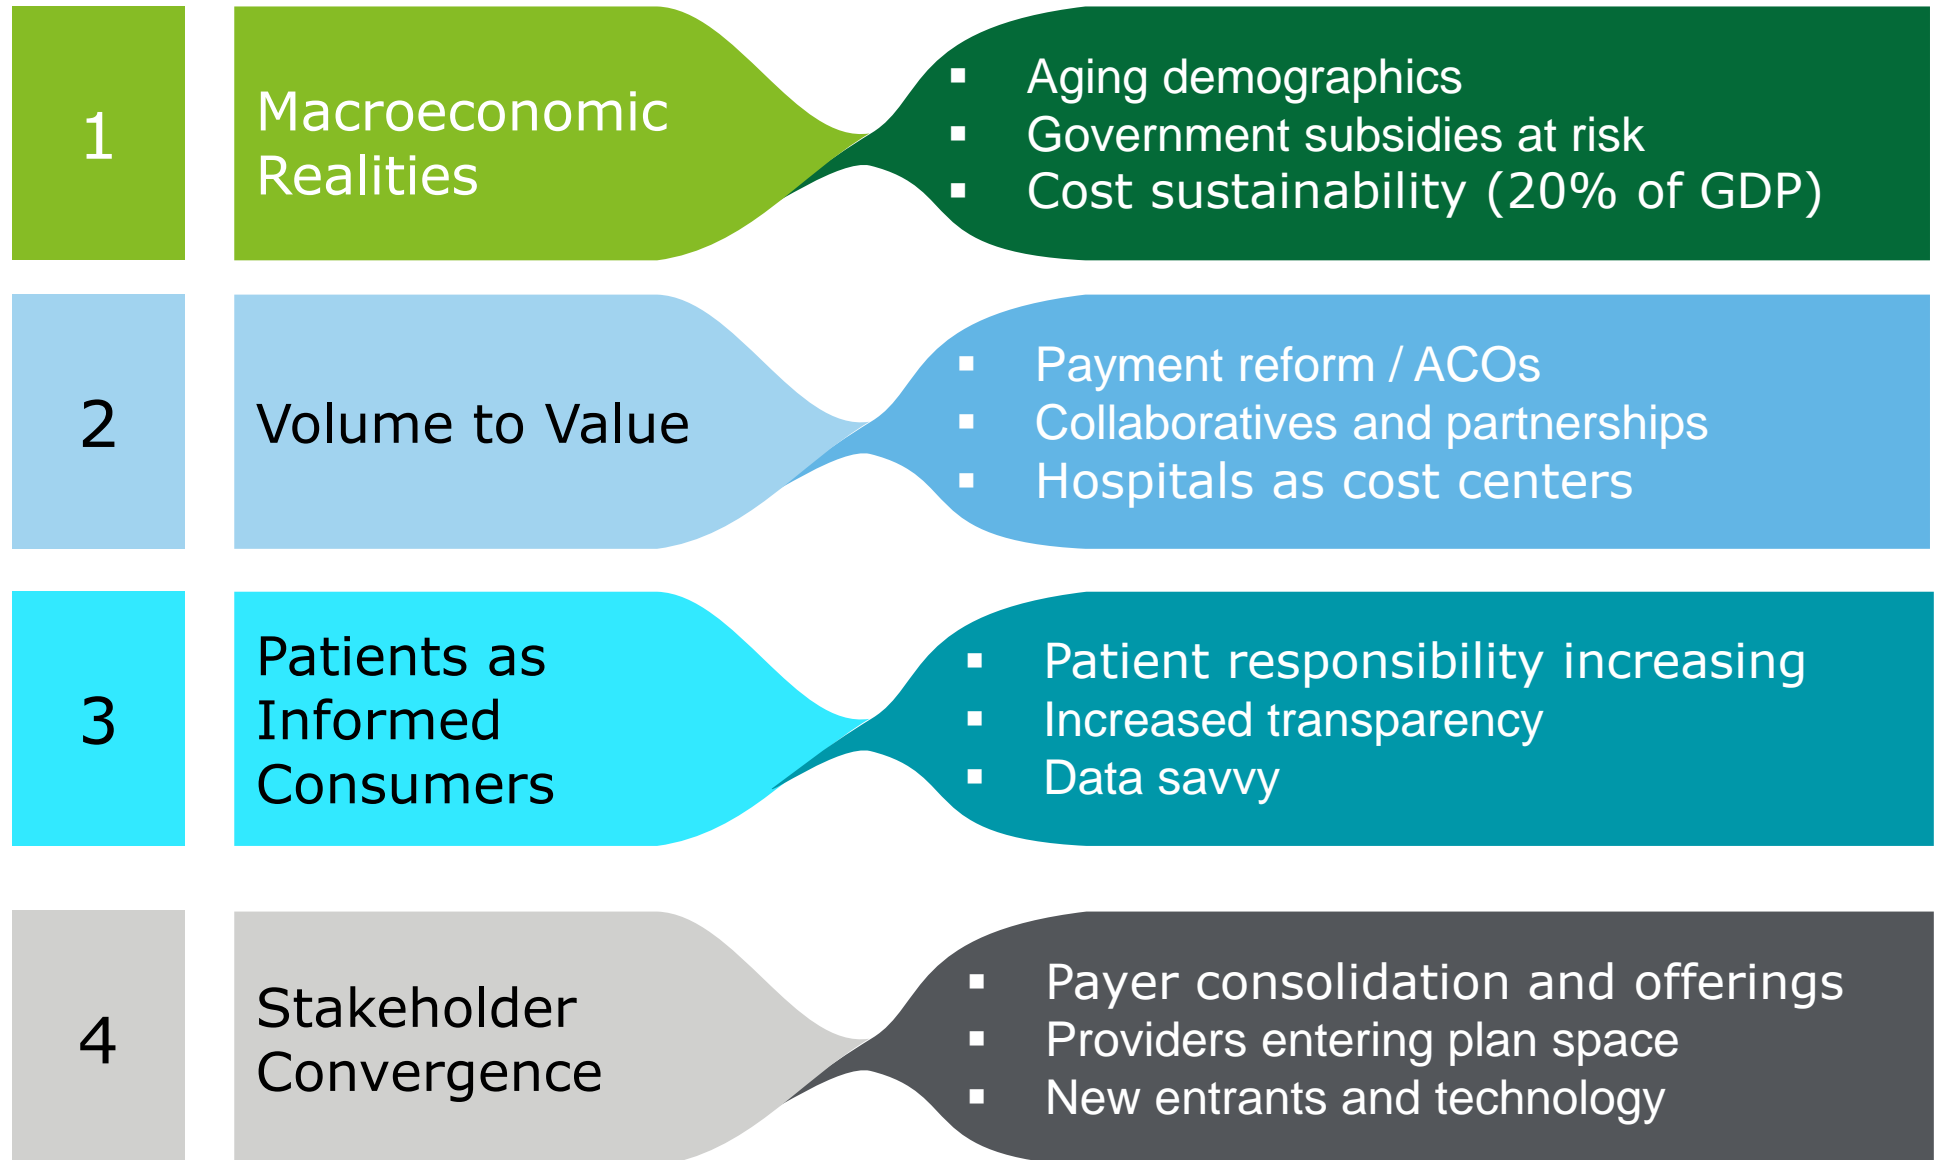 1
Macroeconomic
Realities
▪ Aging demographics
▪ Government subsidies at risk
▪ Cost sustainability (20% of GDP)
2
Volume to Value
▪ Payment reform / ACOs
▪ Collaboratives and partnerships
▪ Hospitals as cost centers
3
Patients as
Informed
Consumers
▪ Patient responsibility increasing
▪ Increased transparency
▪ Data savvy
4
Stakeholder
Convergence
▪ Payer consolidation and offerings
▪ Providers entering plan space
▪ New entrants and technology